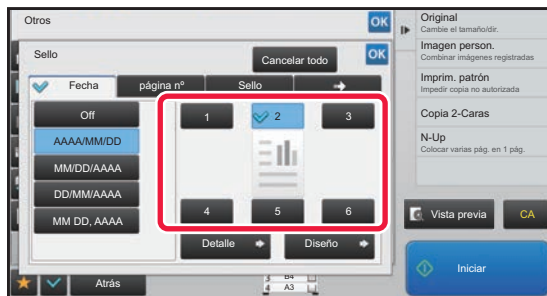 Otros
OK
Sello
Cancelar todo
OK
Fecha
página nº
Sello
Off
AAAA/MM/DD
MM/DD/AAAA
DD/MM/AAAA
MM DD, AAAA
1
2
3
4
5
6
Detalle
Diseño
Atrás
3 B4
4 A3
Original
Cambie el tamaño/dir.
Imagen person.
Combinar imágenes registradas
Imprim. patrón
Impedir copia no autorizada
Copia 2-Caras
N-Up
Colocar varias pág. en 1 pág.
Vista previa
CA
Iniciar